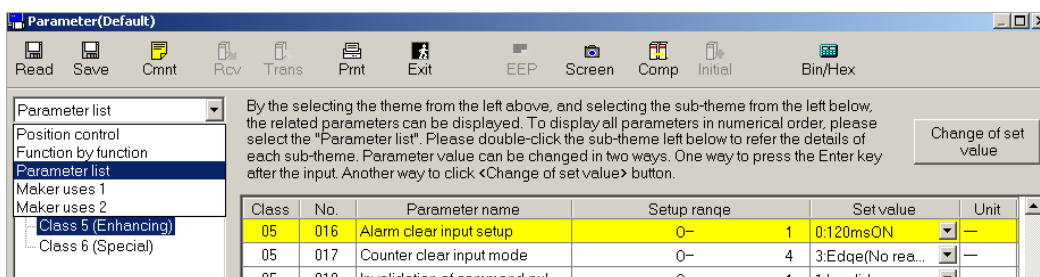 Parameter(Default)
Read Save Cmnt Rcv Trans Prnt Exit EEP Screen Comp Initial Bin/Hex
Parameter list
Position control
Function by function
Parameter list
Maker uses 1
Maker uses 2
Class 5 (Enhancing)
Class 6 (Special)
By the selecting the theme from the left above, and selecting the sub-theme from the left below,
the related parameters can be displayed. To display all parameters in numerical order, please
select the "Parameter list". Please double-click the sub-theme left below to refer the details of
each sub-theme. Parameter value can be changed in two ways. One way to press the Enter key
after the input. Another way to click <Change of set value> button.
Change of set
value
Class No. Parameter name Setup range Set value Unit
05 016 Alarm clear input setup 0– 1 0:120msON —
05 017 Counter clear input mode 0– 4 3:Edge(No rea... —